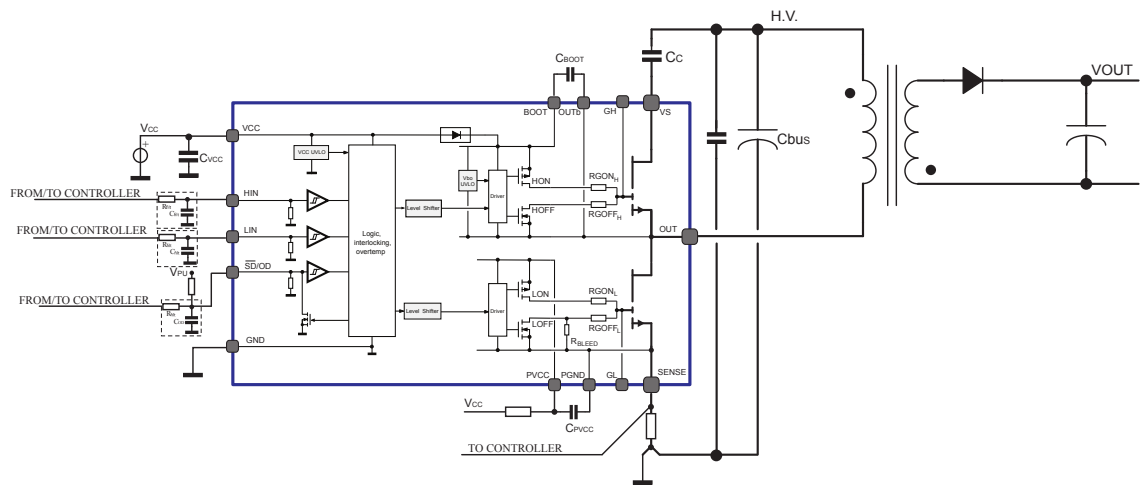 H.V.
CBOOT
CC
VOUT
BOOT
OUTb
GH
VS
VCC
VCC
CVCC
Cbus
VCC UVLO
Vbo UVLO
HON
RGONH
FROM/TO CONTROLLER
HIN
Level Shifter
Driver
HOFF
RGOFFH
FROM/TO CONTROLLER
LIN
Logic, interlocking, overtemp
OUT
VPU
SD/OD
LON
RGONL
FROM/TO CONTROLLER
Level Shifter
Driver
LOFF
RGOFFL
RBLEED
GND
PVCC
PGND
GL
SENSE
VCC
CPVCC
TO CONTROLLER